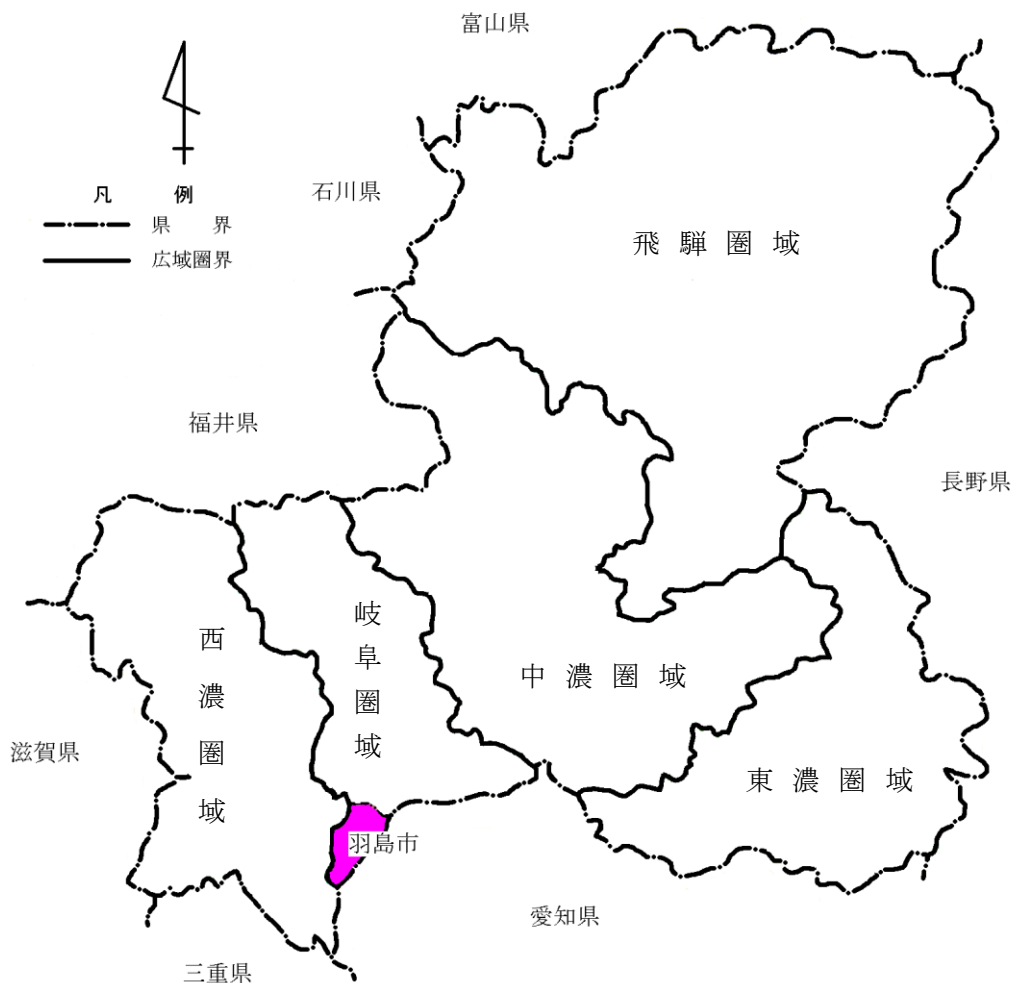 富山県
石川県
凡 例
県 界
広域圏界
飛騨圏域
福井県
長野県
岐阜圏域
西濃圏域
中濃圏域
滋賀県
東濃圏域
羽島市
愛知県
三重県